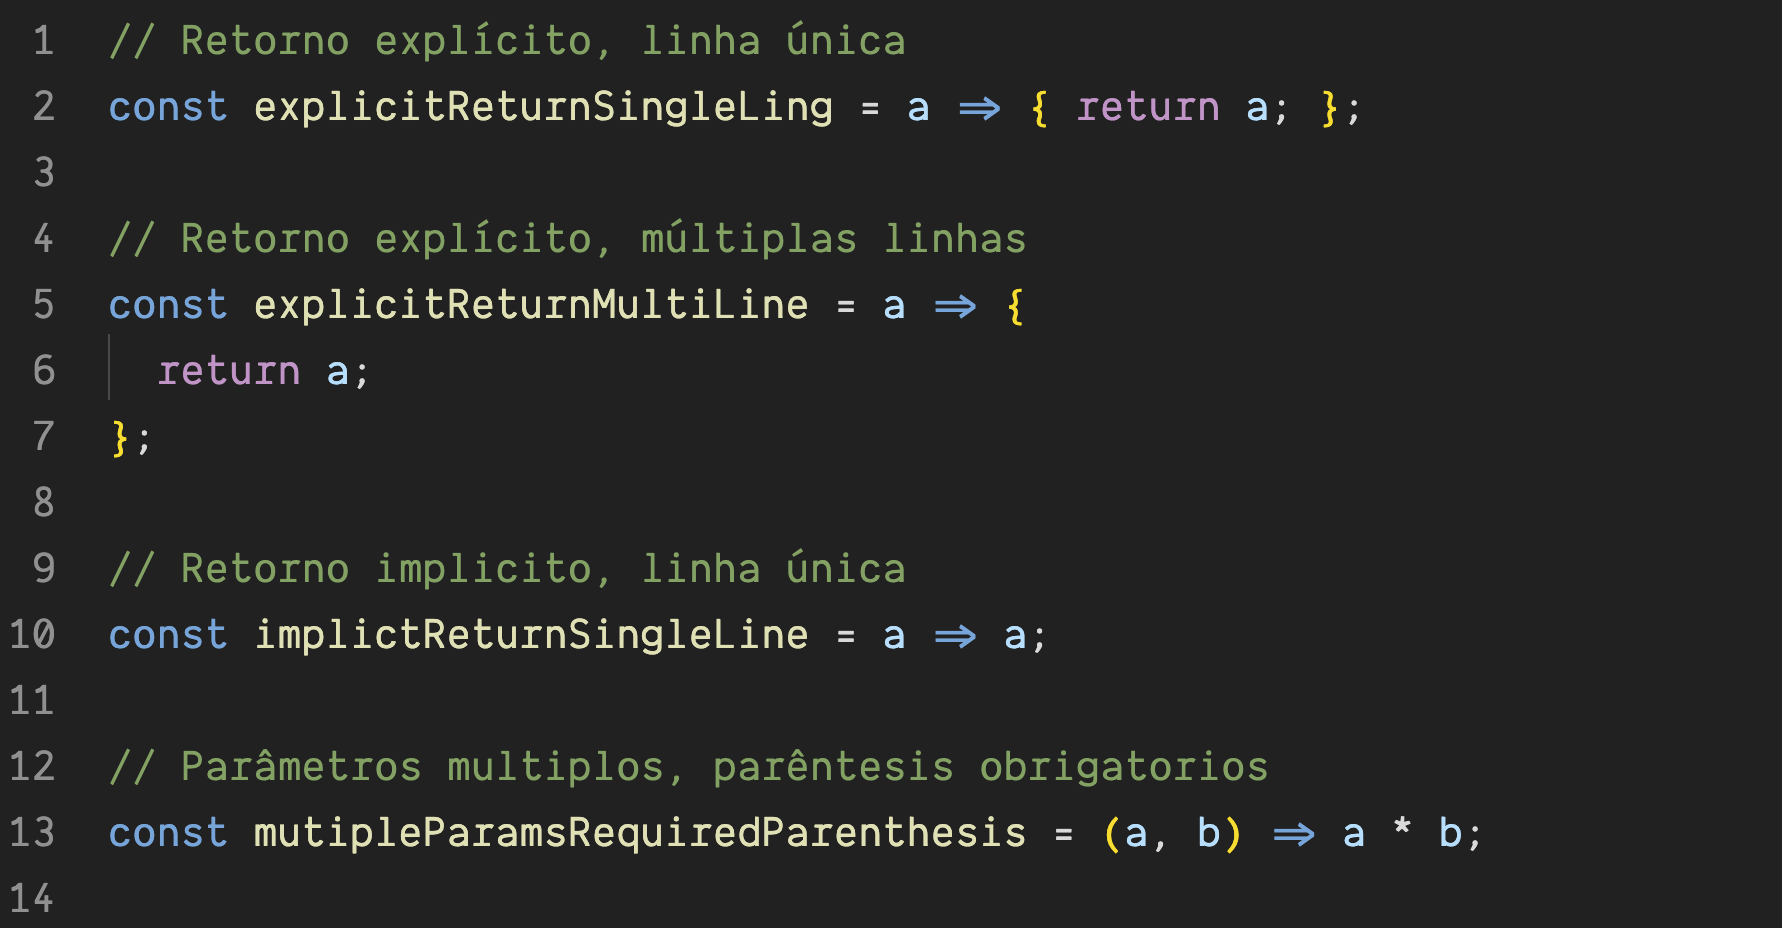 1 // Retorno explícito, linha única
2 const explicitReturnSingleLing = a => { return a; };
3
4 // Retorno explícito, múltiplas linhas
5 const explicitReturnMultiLine = a => {
6 return a;
7 };
8
9 // Retorno implicito, linha única
10 const implictReturnSingleLine = a => a;
11
12 // Parâmetros multiplos, parêntesis obrigatorios
13 const mutipleParamsRequiredParenthesis = (a, b) => a * b;
14